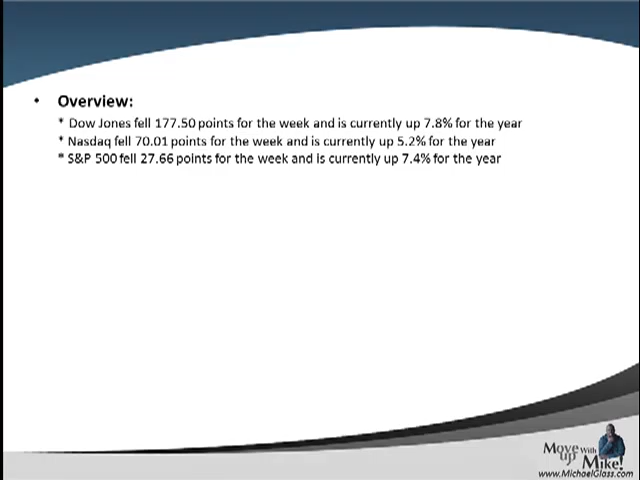 • Overview:
* Dow Jones fell 177.50 points for the week and is currently up 7.8% for the year
* Nasdaq fell 70.01 points for the week and is currently up 5.2% for the year
* S&P 500 fell 27.66 points for the week and is currently up 7.4% for the year
Move up With Mike!
www.MichaelGlass.com